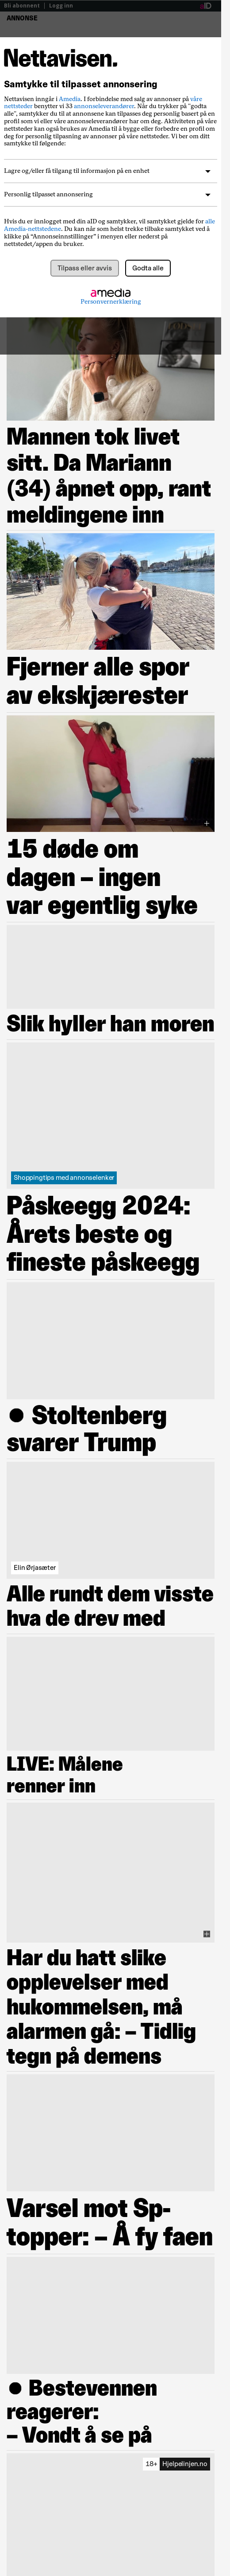 Bli abonnent | Logg inn
aID
ANNONSE
Nettavisen.
Samtykke til tilpasset annonsering
Nettavisen inngår i Amedia. I forbindelse med salg av annonser på våre
nettsteder benytter vi 33 annonseleverandører. Når du trykker på "godta
alle", samtykker du til at annonsene kan tilpasses deg personlig basert på en
profil som vi eller våre annonseleverandører har om deg. Aktiviteten din på våre
nettsteder kan også brukes av Amedia til å bygge eller forbedre en profil om
deg for personlig tilpasning av annonser på våre nettsteder. Vi ber om ditt
samtykke til følgende:
Lagre og/eller få tilgang til informasjon på en enhet
Personlig tilpasset annonsering
Hvis du er innlogget med din aID og samtykker, vil samtykket gjelde for alle
Amedia-nettstedene. Du kan når som helst trekke tilbake samtykket ved å
klikke på “Annonseinnstillinger” i menyen eller nederst på
nettstedet/appen du bruker.
Tilpass eller avvis
Godta alle
amedia
Personvernerklæring
Mannen tok livet
sitt. Da Mariann
(34) åpnet opp, rant
meldingene inn
Fjerner alle spor
av ekskjærester
15 døde om
dagen – ingen
var egentlig syke
Slik hyller han moren
Shoppingtips med annonselenker
Påskeegg 2024:
Årets beste og
fineste påskeegg
● Stoltenberg
svarer Trump
Elin Ørjasæter
Alle rundt dem visste
hva de drev med
LIVE: Målene
renner inn
Har du hatt slike
opplevelser med
hukommelsen, må
alarmen gå: – Tidlig
tegn på demens
Varsel mot Sp-
topper: – Å fy faen
● Bestevennen
reagerer:
– Vondt å se på
18+ Hjelpelinjen.no